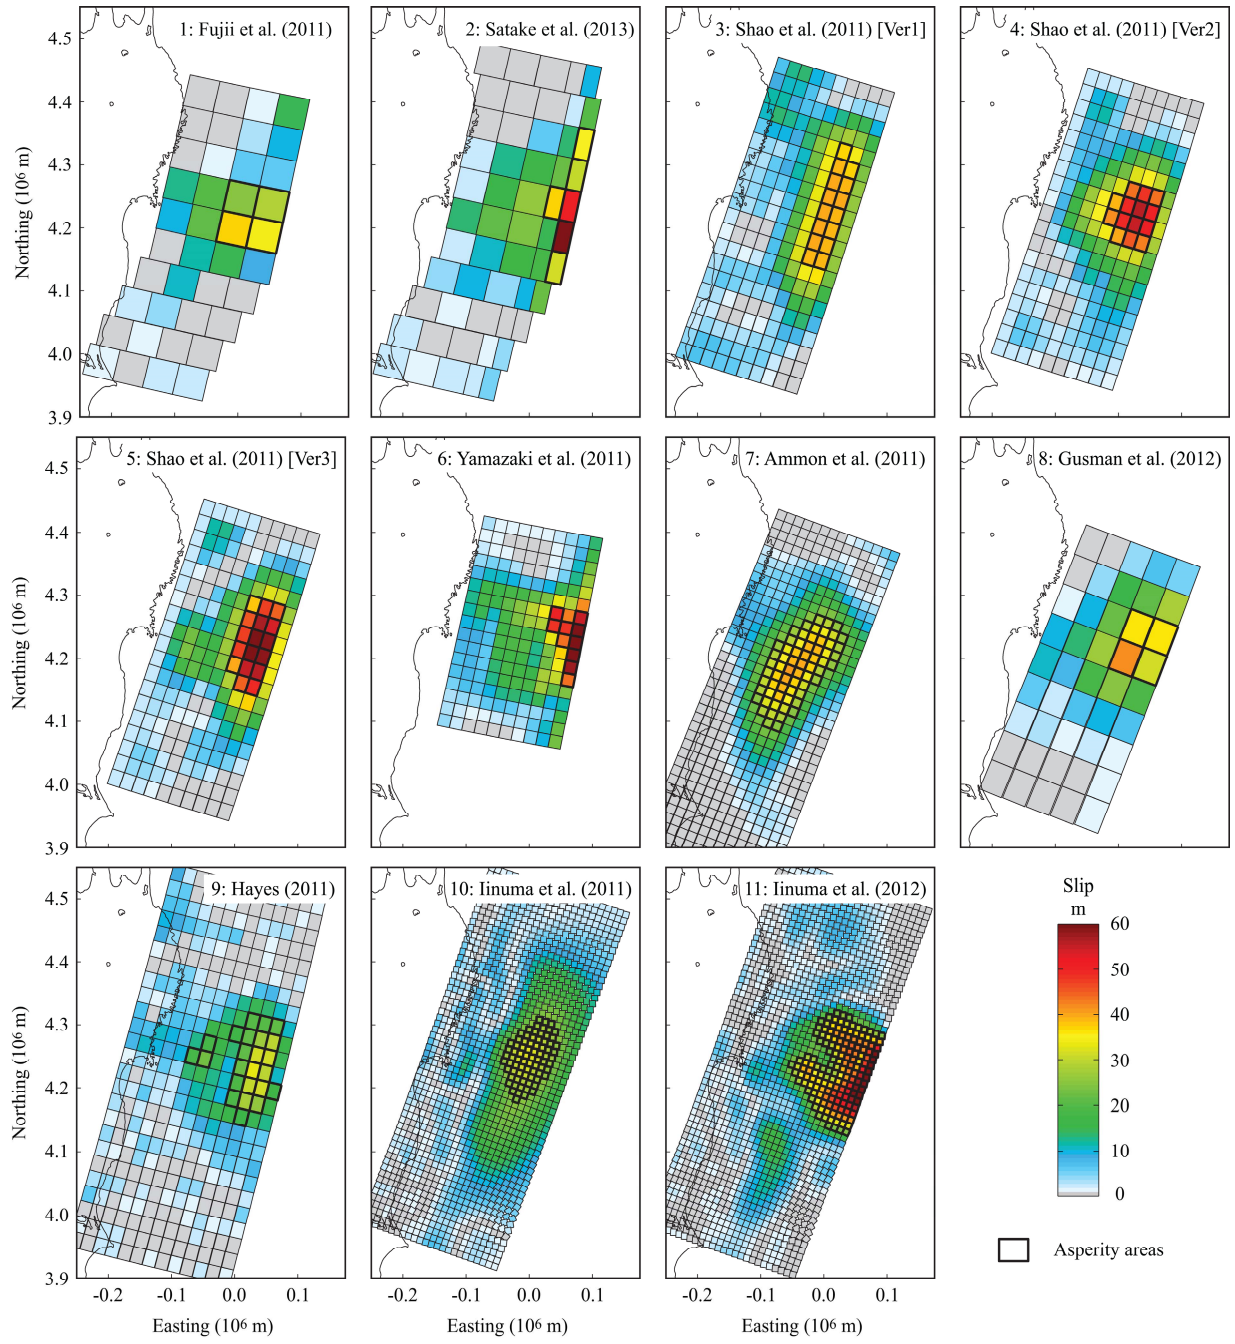 1: Fujii et al. (2011)
2: Satake et al. (2013)
3: Shao et al. (2011) [Ver1]
4: Shao et al. (2011) [Ver2]
4.5
4.4
4.3
4.2
4.1
4.0
3.9
Northing (10⁶ m)
5: Shao et al. (2011) [Ver3]
6: Yamazaki et al. (2011)
7: Ammon et al. (2011)
8: Gusman et al. (2012)
4.5
4.4
4.3
4.2
4.1
4.0
3.9
Northing (10⁶ m)
9: Hayes (2011)
10: Iinuma et al. (2011)
11: Iinuma et al. (2012)
4.5
4.4
4.3
4.2
4.1
4.0
3.9
Northing (10⁶ m)
-0.2 -0.1 0.0 0.1
-0.2 -0.1 0.0 0.1
-0.2 -0.1 0.0 0.1
Easting (10⁶ m)
Easting (10⁶ m)
Easting (10⁶ m)
Slip
m
60
50
40
30
20
10
0
Asperity areas